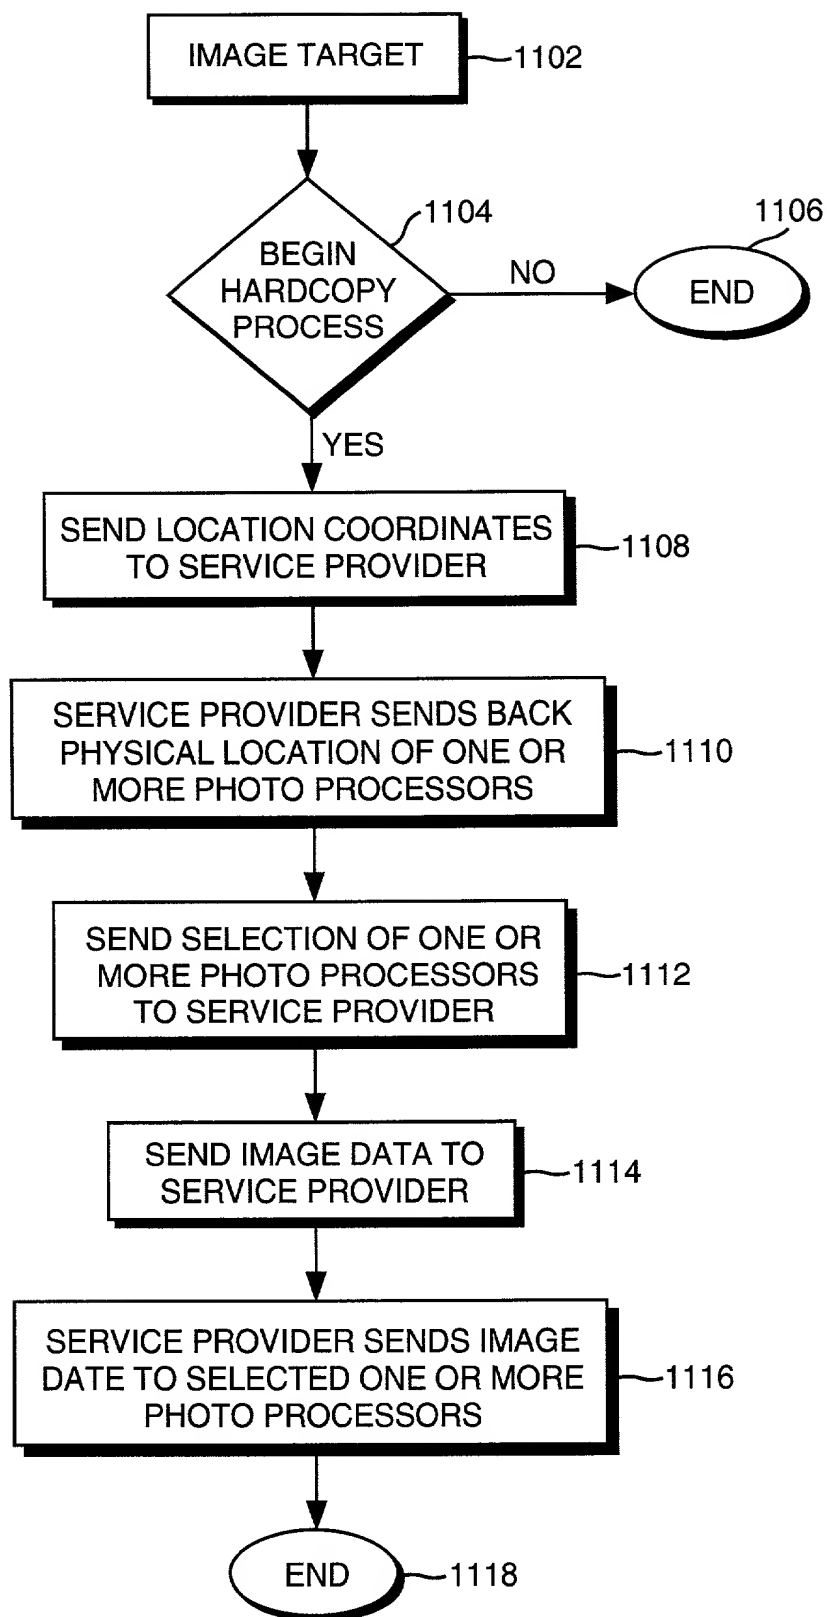 IMAGE TARGET
1102
1104
BEGIN
HARDCOPY
PROCESS
NO
1106
END
YES
SEND LOCATION COORDINATES
TO SERVICE PROVIDER
1108
SERVICE PROVIDER SENDS BACK
PHYSICAL LOCATION OF ONE OR
MORE PHOTO PROCESSORS
1110
SEND SELECTION OF ONE OR
MORE PHOTO PROCESSORS
TO SERVICE PROVIDER
1112
SEND IMAGE DATA TO
SERVICE PROVIDER
1114
SERVICE PROVIDER SENDS IMAGE
DATE TO SELECTED ONE OR MORE
PHOTO PROCESSORS
1116
END
1118